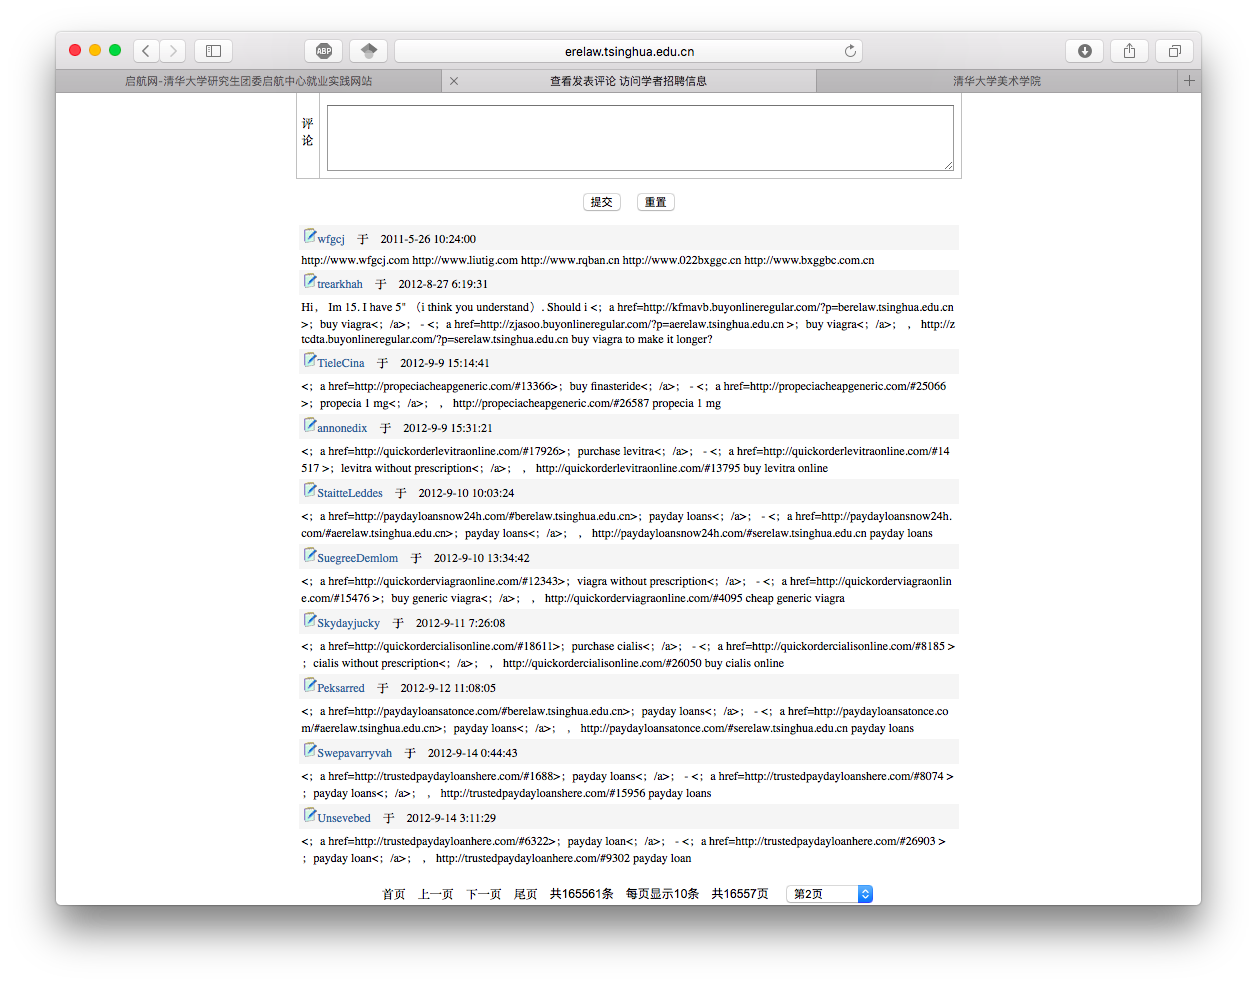 ABP
erelaw.tsinghua.edu.cn
启航网-清华大学研究生团委启航中心就业实践网站
查看发表评论 访问学者招聘信息
清华大学美术学院
评
论
提交 重置
wfgcj 于 2011-5-26 10:24:00
http://www.wfgcj.com http://www.liutig.com http://www.rqban.cn http://www.022bxggc.cn http://www.bxggbc.com.cn
trearkhah 于 2012-8-27 6:19:31
Hi， Im 15. I have 5" （i think you understand）. Should i <；a href=http://kfmavb.buyonlineregular.com/?p=berelaw.tsinghua.edu.cn
>；buy viagra<；/a>； - <；a href=http://zjasoo.buyonlineregular.com/?p=aerelaw.tsinghua.edu.cn >；buy viagra<；/a>； ， http://z
tcdta.buyonlineregular.com/?p=serelaw.tsinghua.edu.cn buy viagra to make it longer?
TieleCina 于 2012-9-9 15:14:41
<；a href=http://propeciacheapgeneric.com/#13366>；buy finasteride<；/a>； - <；a href=http://propeciacheapgeneric.com/#25066
>；propecia 1 mg<；/a>； ， http://propeciacheapgeneric.com/#26587 propecia 1 mg
annonedix 于 2012-9-9 15:31:21
<；a href=http://quickorderlevitraonline.com/#17926>；purchase levitra<；/a>； - <；a href=http://quickorderlevitraonline.com/#14
517 >；levitra without prescription<；/a>； ， http://quickorderlevitraonline.com/#13795 buy levitra online
StaitteLeddes 于 2012-9-10 10:03:24
<；a href=http://paydayloansnow24h.com/#berelaw.tsinghua.edu.cn>；payday loans<；/a>； - <；a href=http://paydayloansnow24h.
com/#aerelaw.tsinghua.edu.cn>；payday loans<；/a>； ， http://paydayloansnow24h.com/#serelaw.tsinghua.edu.cn payday loans
SuegreeDemlom 于 2012-9-10 13:34:42
<；a href=http://quickorderviagraonline.com/#12343>；viagra without prescription<；/a>； - <；a href=http://quickorderviagraonlin
e.com/#15476 >；buy generic viagra<；/a>； ， http://quickorderviagraonline.com/#4095 cheap generic viagra
Skydayjucky 于 2012-9-11 7:26:08
<；a href=http://quickordercialisonline.com/#18611>；purchase cialis<；/a>； - <；a href=http://quickordercialisonline.com/#8185 >
；cialis without prescription<；/a>； ， http://quickordercialisonline.com/#26050 buy cialis online
Peksarred 于 2012-9-12 11:08:05
<；a href=http://paydayloansatonce.com/#berelaw.tsinghua.edu.cn>；payday loans<；/a>； - <；a href=http://paydayloansatonce.co
m/#aerelaw.tsinghua.edu.cn>；payday loans<；/a>； ， http://paydayloansatonce.com/#serelaw.tsinghua.edu.cn payday loans
Swepavarryvah 于 2012-9-14 0:44:43
<；a href=http://trustedpaydayloanshere.com/#1688>；payday loans<；/a>； - <；a href=http://trustedpaydayloanshere.com/#8074 >
；payday loans<；/a>； ， http://trustedpaydayloanshere.com/#15956 payday loans
Unsevebed 于 2012-9-14 3:11:29
<；a href=http://trustedpaydayloanhere.com/#6322>；payday loan<；/a>； - <；a href=http://trustedpaydayloanhere.com/#26903 >
；payday loan<；/a>； ， http://trustedpaydayloanhere.com/#9302 payday loan
首页 上一页 下一页 尾页 共165561条 每页显示10条 共16557页 第2页